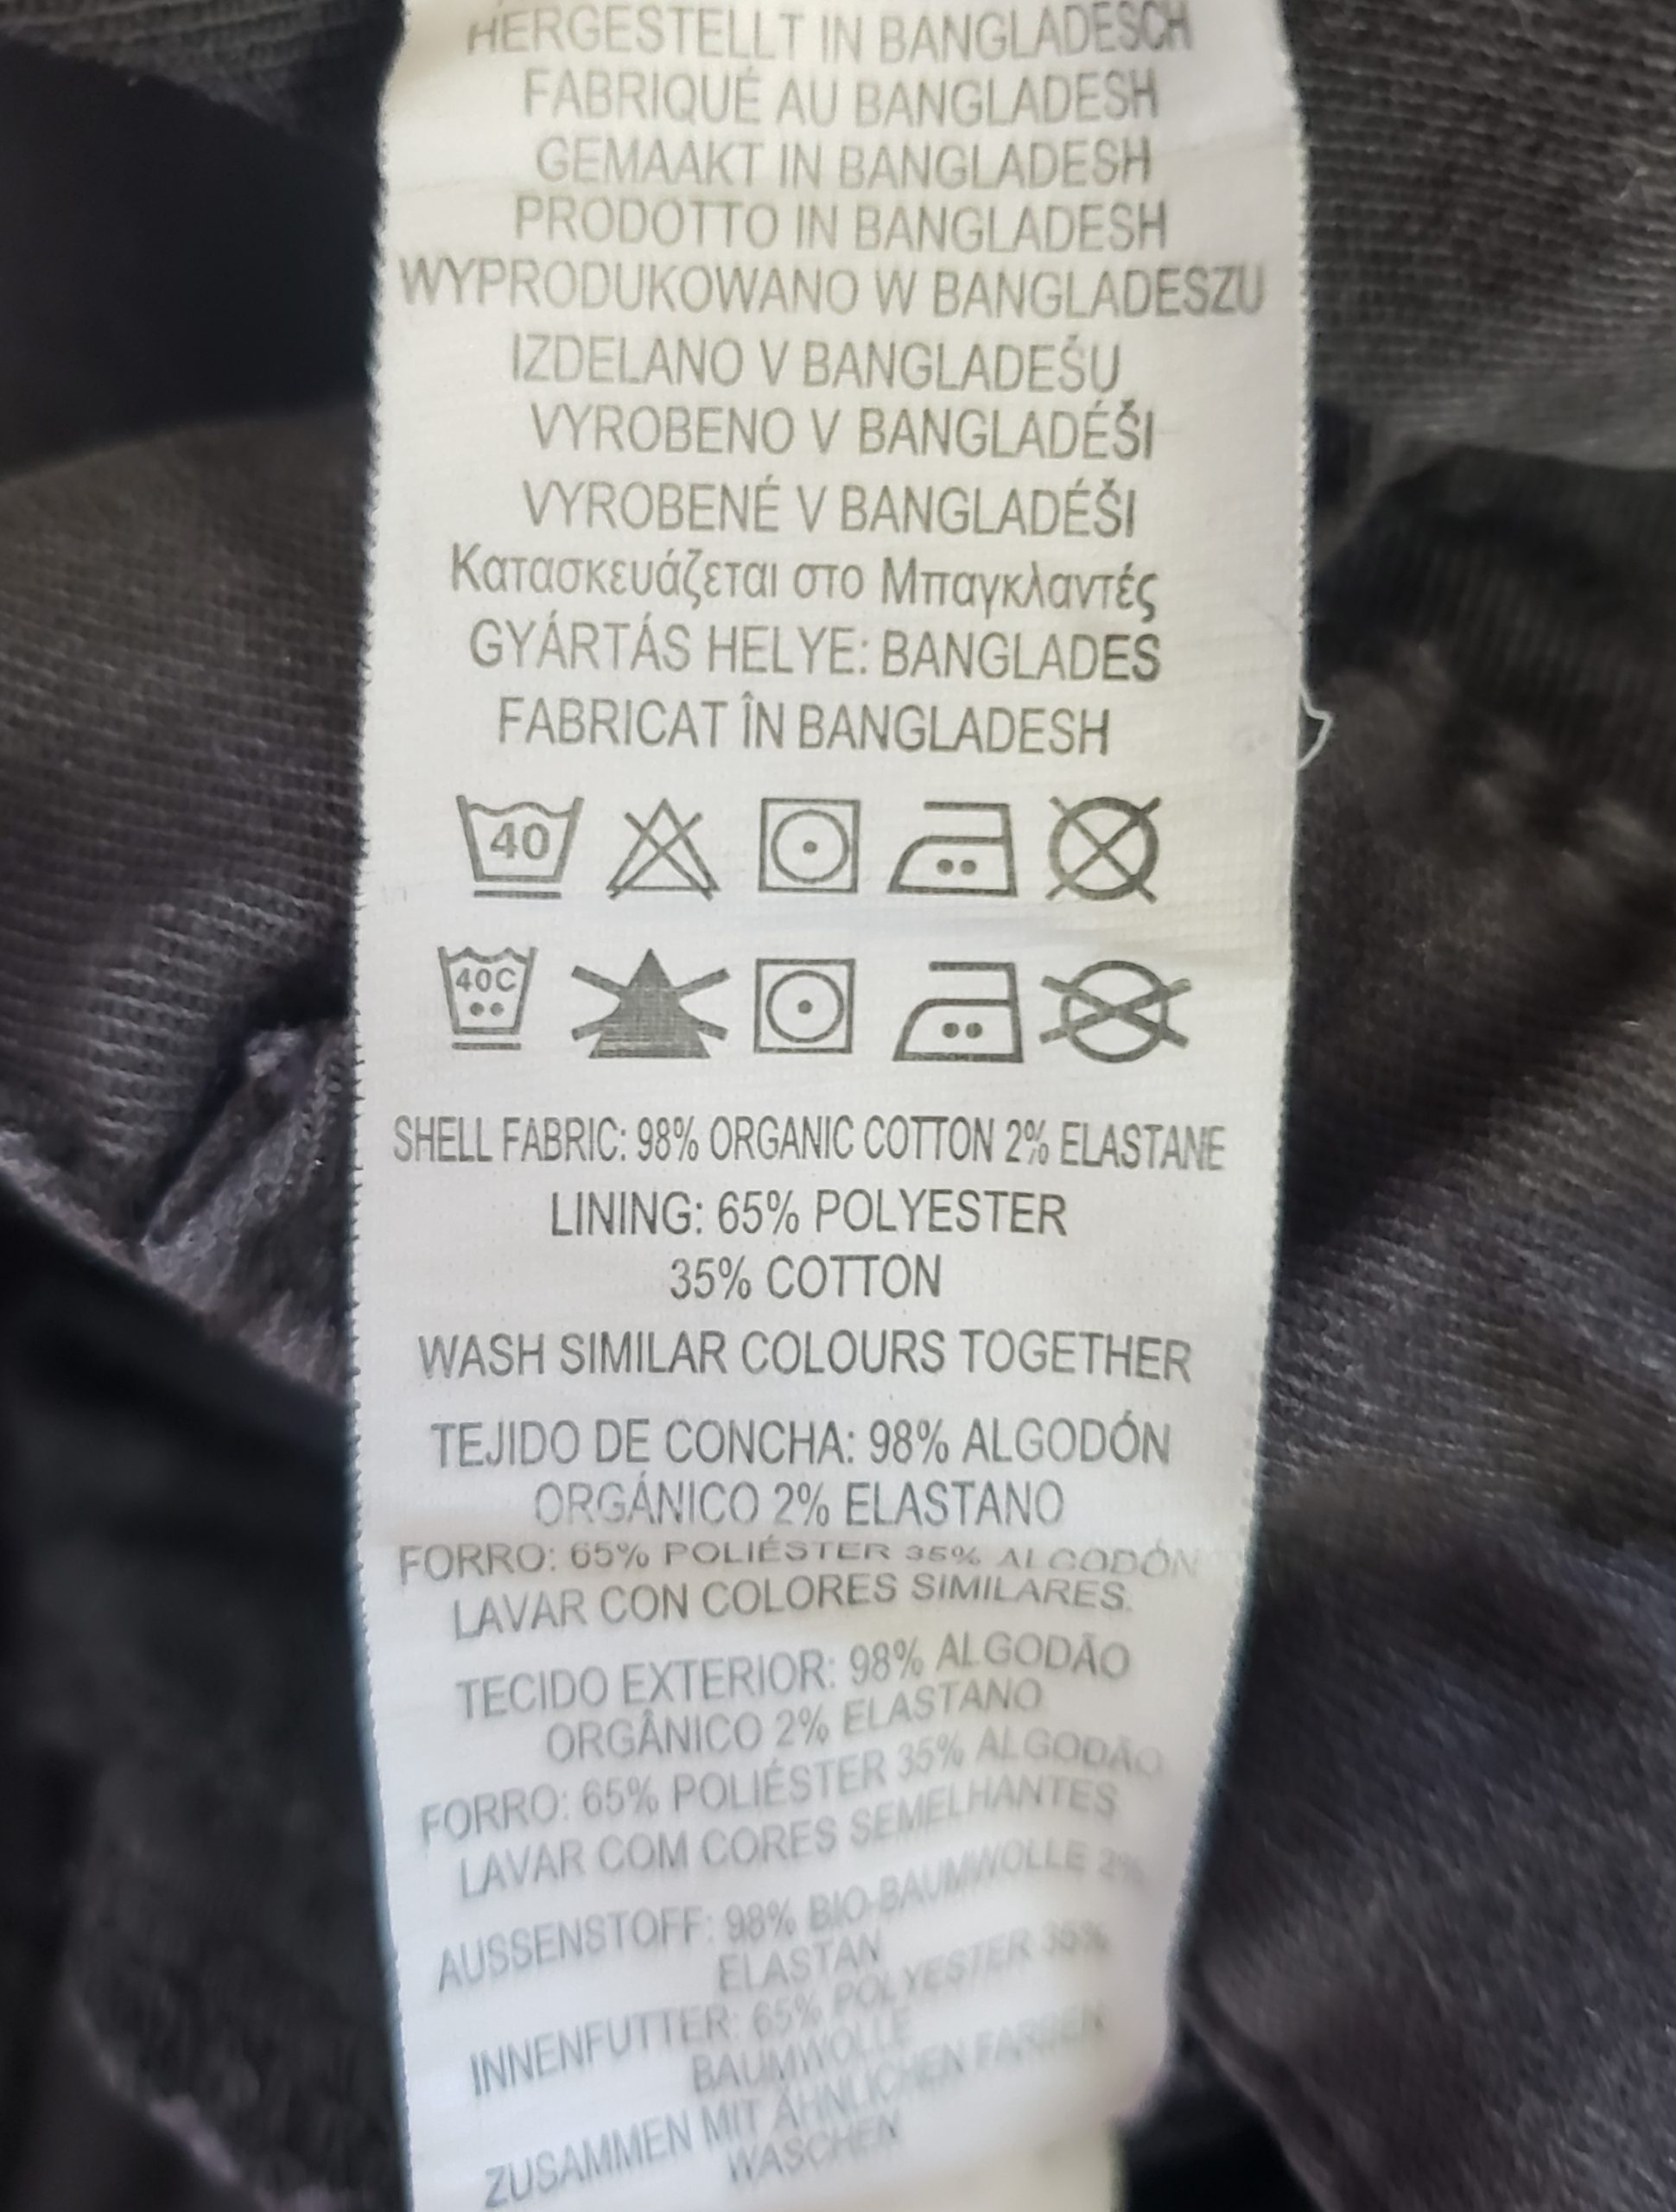 HERGESTELLT IN BANGLADESCH
FABRIQUÉ AU BANGLADESH
GEMAAKT IN BANGLADESH
PRODOTTO IN BANGLADESH
WYPRODUKOWANO W BANGLADESZU
IZDELANO V BANGLADEŠU
VYROBENO V BANGLADÉŠI
VYROBENÉ V BANGLADÉŠI
Κατασκευάζεται στο Μπαγκλαντές
GYÁRTÁS HELYE: BANGLADES
FABRICAT ÎN BANGLADESH
40
40C
SHELL FABRIC: 98% ORGANIC COTTON 2% ELASTANE
LINING: 65% POLYESTER
35% COTTON
WASH SIMILAR COLOURS TOGETHER
TEJIDO DE CONCHA: 98% ALGODÓN
ORGÁNICO 2% ELASTANO
FORRO: 65% POLIÉSTER 35% ALGODÓN
LAVAR CON COLORES SIMILARES.
TECIDO EXTERIOR: 98% ALGODÃO
ORGÂNICO 2% ELASTANO
FORRO: 65% POLIÉSTER 35% ALGODÃO
LAVAR COM CORES SEMELHANTES
AUSSENSTOFF: 98% BIO-BAUMWOLLE 2%
ELASTAN
INNENFUTTER: 65% POLYESTER 35%
BAUMWOLLE
ZUSAMMEN MIT ÄHNLICHEN FARBEN
WASCHEN